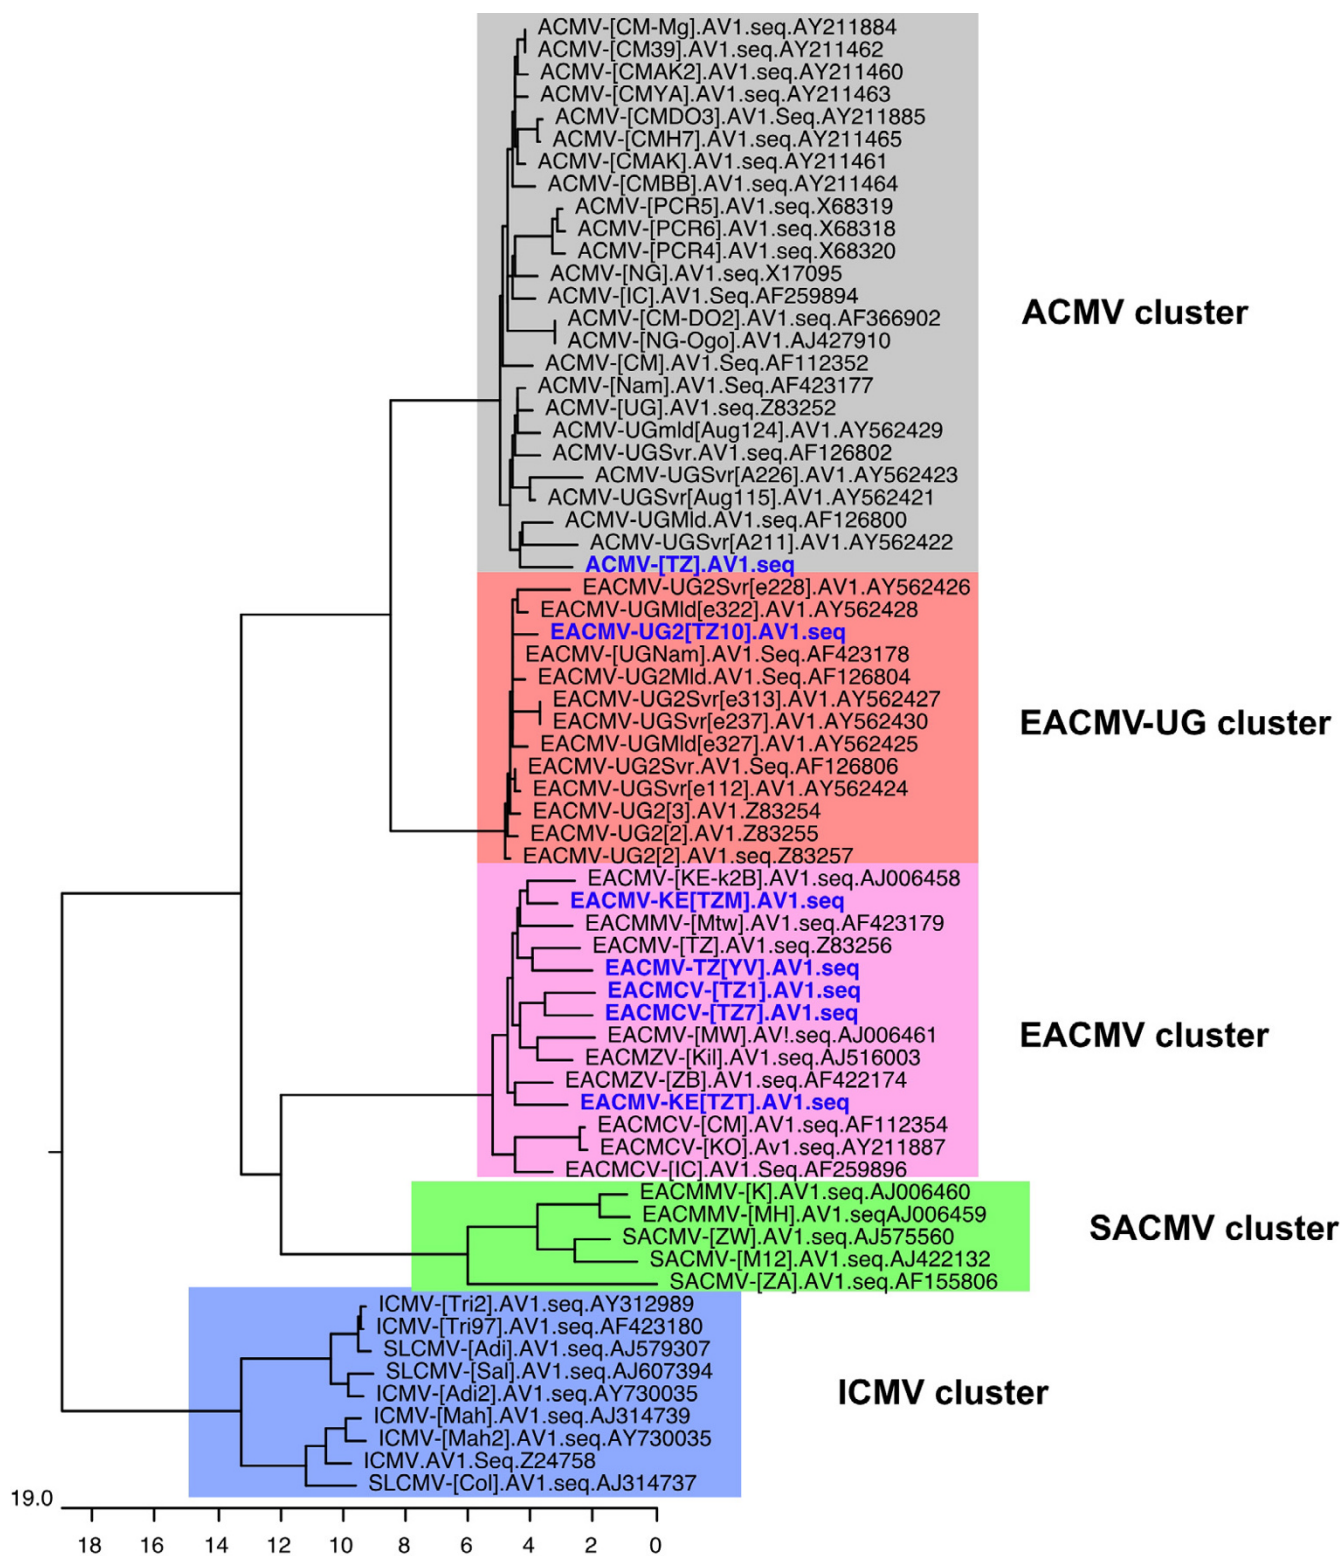 ACMV-[CM-Mg].AV1.seq.AY211884
ACMV-[CM39].AV1.seq.AY211462
ACMV-[CMAK2].AV1.seq.AY211460
ACMV-[CMYA].AV1.seq.AY211463
ACMV-[CMDO3].AV1.Seq.AY211885
ACMV-[CMH7].AV1.seq.AY211465
ACMV-[CMAK].AV1.seq.AY211461
ACMV-[CMBB].AV1.seq.AY211464
ACMV-[PCR5].AV1.seq.X68319
ACMV-[PCR6].AV1.seq.X68318
ACMV-[PCR4].AV1.seq.X68320
ACMV-[NG].AV1.seq.X17095
ACMV-[IC].AV1.Seq.AF259894
ACMV-[CM-DO2].AV1.seq.AF366902
ACMV-[NG-Ogo].AV1.AJ427910
ACMV-[CM].AV1.Seq.AF112352
ACMV-[Nam].AV1.Seq.AF423177
ACMV-[UG].AV1.seq.Z83252
ACMV-UGmld[Aug124].AV1.AY562429
ACMV-UGSvr.AV1.seq.AF126802
ACMV-UGSvr[A226].AV1.AY562423
ACMV-UGSvr[Aug115].AV1.AY562421
ACMV-UGMld.AV1.seq.AF126800
ACMV-UGSvr[A211].AV1.AY562422
ACMV-[TZ].AV1.seq
ACMV cluster
EACMV-UG2Svr[e228].AV1.AY562426
EACMV-UGMld[e322].AV1.AY562428
EACMV-UG2[TZ10].AV1.seq
EACMV-[UGNam].AV1.Seq.AF423178
EACMV-UG2Mld.AV1.Seq.AF126804
EACMV-UG2Svr[e313].AV1.AY562427
EACMV-UGSvr[e237].AV1.AY562430
EACMV-UGMld[e327].AV1.AY562425
EACMV-UG2Svr.AV1.Seq.AF126806
EACMV-UGSvr[e112].AV1.AY562424
EACMV-UG2[3].AV1.Z83254
EACMV-UG2[2].AV1.Z83255
EACMV-UG2[2].AV1.seq.Z83257
EACMV-UG cluster
EACMV-[KE-k2B].AV1.seq.AJ006458
EACMV-KE[TZM].AV1.seq
EACMMV-[Mtw].AV1.seq.AF423179
EACMV-[TZ].AV1.seq.Z83256
EACMV-TZ[YV].AV1.seq
EACMCV-[TZ1].AV1.seq
EACMCV-[TZ7].AV1.seq
EACMV-[MW].AV!.seq.AJ006461
EACMZV-[Kil].AV1.seq.AJ516003
EACMZV-[ZB].AV1.seq.AF422174
EACMV-KE[TZT].AV1.seq
EACMCV-[CM].AV1.seq.AF112354
EACMCV-[KO].Av1.seq.AY211887
EACMCV-[IC].AV1.Seq.AF259896
EACMV cluster
EACMMV-[K].AV1.seq.AJ006460
EACMMV-[MH].AV1.seqAJ006459
SACMV-[ZW].AV1.seq.AJ575560
SACMV-[M12].AV1.seq.AJ422132
SACMV-[ZA].AV1.seq.AF155806
SACMV cluster
ICMV-[Tri2].AV1.seq.AY312989
ICMV-[Tri97].AV1.seq.AF423180
SLCMV-[Adi].AV1.seq.AJ579307
SLCMV-[Sal].AV1.seq.AJ607394
ICMV-[Adi2].AV1.seq.AY730035
ICMV-[Mah].AV1.seq.AJ314739
ICMV-[Mah2].AV1.seq.AY730035
ICMV.AV1.Seq.Z24758
SLCMV-[Col].AV1.seq.AJ314737
ICMV cluster
19.0
18 16 14 12 10 8 6 4 2 0